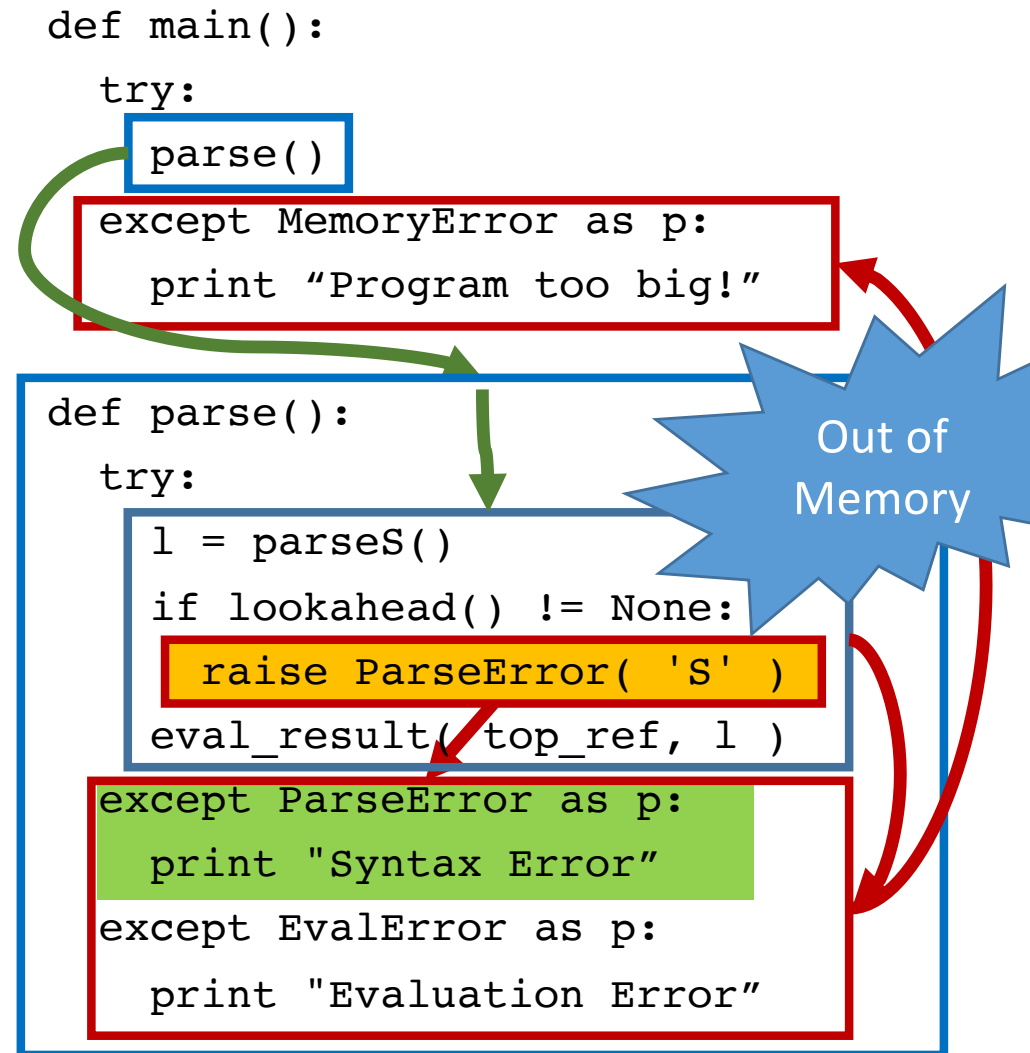 def main():
  try:
    parse()
  except MemoryError as p:
    print “Program too big!”
def parse():
  try:
    l = parseS()
    if lookahead() != None:
      raise ParseError( 'S' )
    eval_result( top_ref, l )
  except ParseError as p:
    print "Syntax Error”
  except EvalError as p:
    print "Evaluation Error”
Out of
Memory